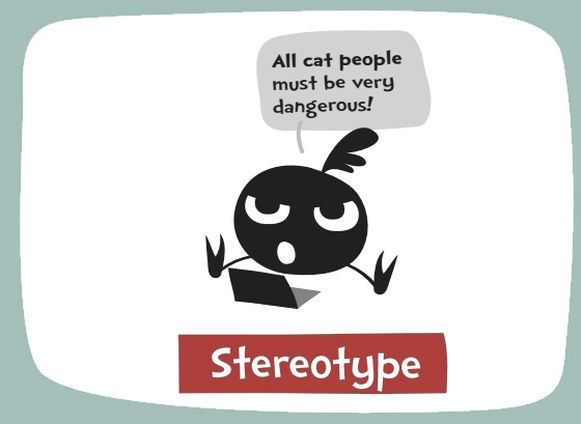 All cat people
must be very
dangerous!
Stereotype